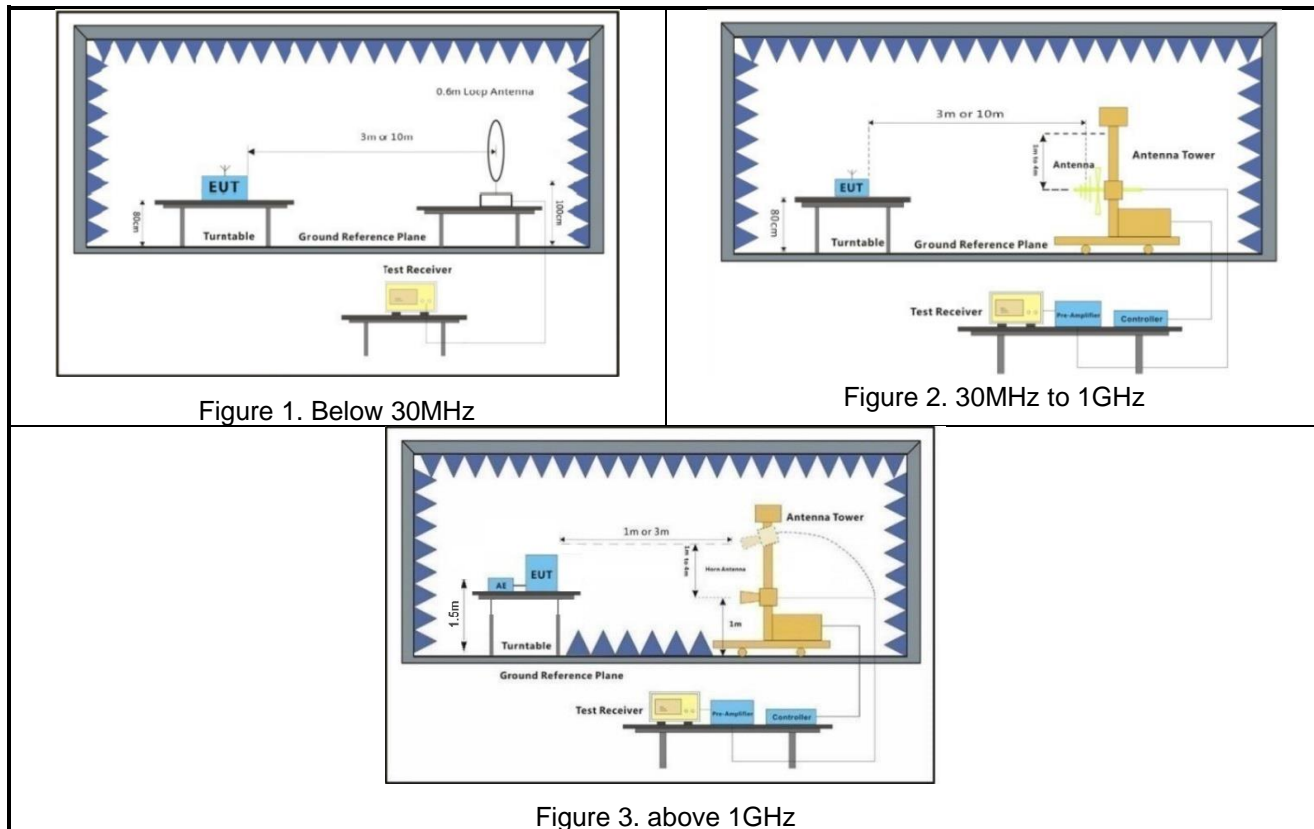 0.6m Loop Antenna
3m or 10m
EUT
80cm
100cm
Turntable
Ground Reference Plane
Test Receiver
Figure 1. Below 30MHz
3m or 10m
1m to 4m
Antenna
Antenna Tower
EUT
80cm
Turntable
Ground Reference Plane
Test Receiver
Pre-Amplifier
Controller
Figure 2. 30MHz to 1GHz
Antenna Tower
1m or 3m
1m to 4m
Horn Antenna
AE
EUT
1.5m
1m
Turntable
Ground Reference Plane
Test Receiver
Pre-Amplifier
Controller
Figure 3. above 1GHz